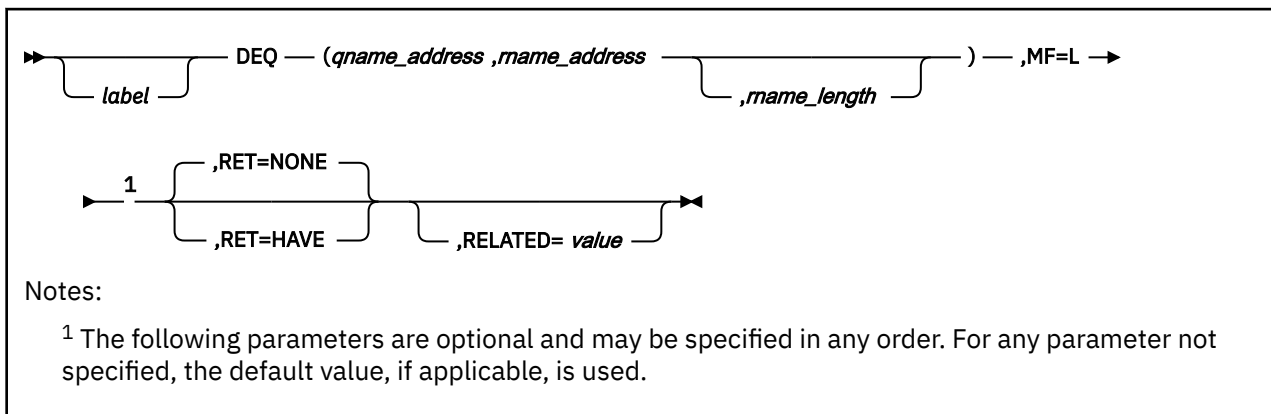 DEQ (qname_address ,rname_address ) ,MF=L
label ,rname_length
,RET=NONE
1
,RET=HAVE ,RELATED= value
Notes:
1 The following parameters are optional and may be specified in any order. For any parameter not
specified, the default value, if applicable, is used.